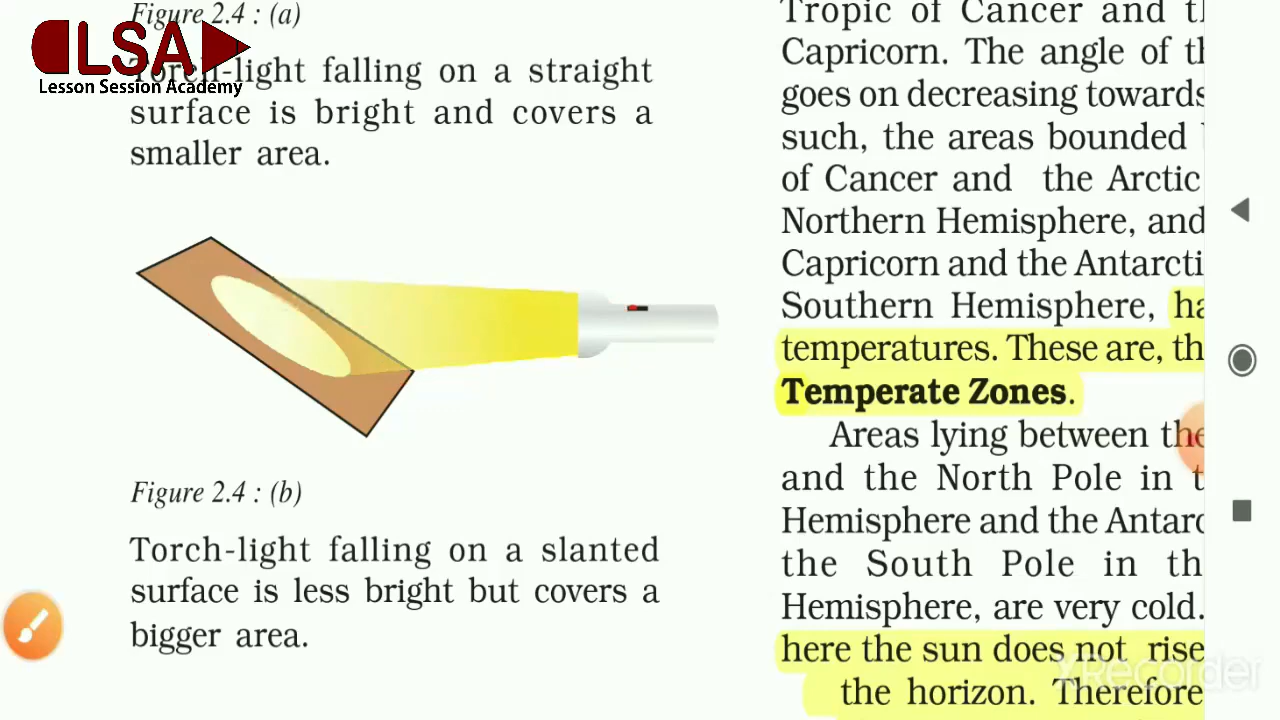 Figure 2.4 : (a)
LSA
Lesson Session Academy
Torch-light falling on a straight
surface is bright and covers a
smaller area.
Figure 2.4 : (b)
Torch-light falling on a slanted
surface is less bright but covers a
bigger area.
Tropic of Cancer and
Capricorn. The angle of
goes on decreasing towards
such, the areas bounded
of Cancer and the Arctic
Northern Hemisphere, and
Capricorn and the Antarcti
Southern Hemisphere,
temperatures. These are,
Temperate Zones.
Areas lying between the
and the North Pole in
Hemisphere and the Antarc
the South Pole in
Hemisphere, are very cold.
here the sun does not rise
the horizon. Therefore
XRecorder